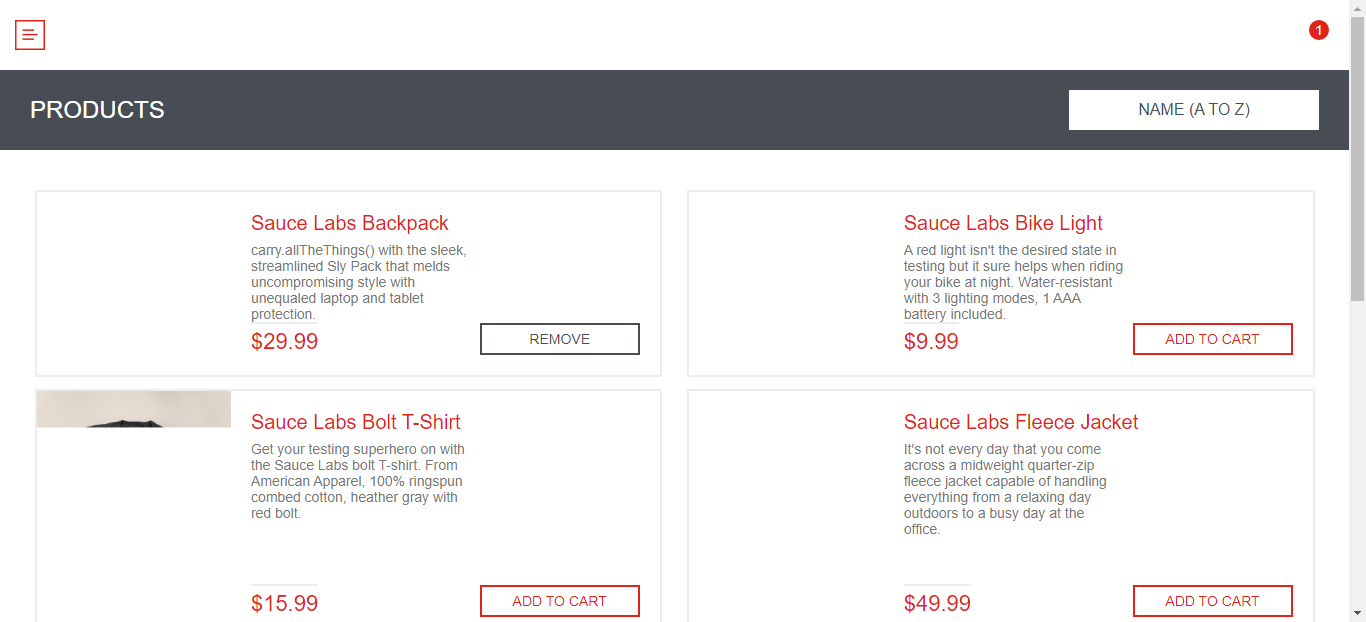 1
PRODUCTS
NAME (A TO Z)
Sauce Labs Backpack
carry.allTheThings() with the sleek,
streamlined Sly Pack that melds
uncompromising style with
unequaled laptop and tablet
protection.
$29.99
REMOVE
Sauce Labs Bike Light
A red light isn't the desired state in
testing but it sure helps when riding
your bike at night. Water-resistant
with 3 lighting modes, 1 AAA
battery included.
$9.99
ADD TO CART
Sauce Labs Bolt T-Shirt
Get your testing superhero on with
the Sauce Labs bolt T-shirt. From
American Apparel, 100% ringspun
combed cotton, heather gray with
red bolt.
$15.99
ADD TO CART
Sauce Labs Fleece Jacket
It's not every day that you come
across a midweight quarter-zip
fleece jacket capable of handling
everything from a relaxing day
outdoors to a busy day at the
office.
$49.99
ADD TO CART